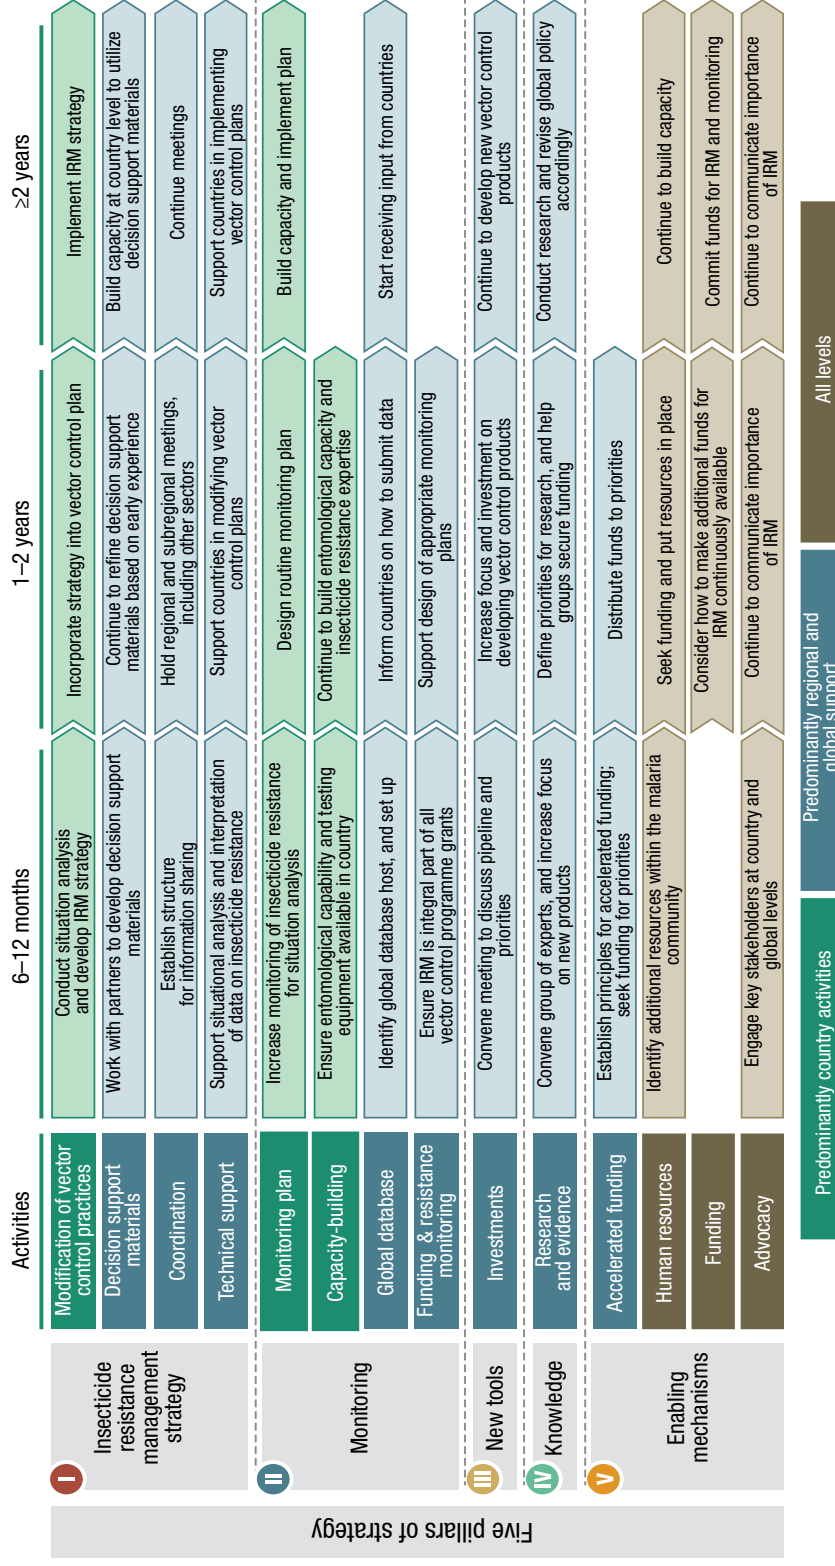 Activities
6–12 months
1–2 years
≥2 years
Five pillars of strategy
I
Insecticide
resistance
management
strategy
Modification of vector
control practices
Conduct situation analysis
and develop IRM strategy
Incorporate strategy into vector control plan
Implement IRM strategy
Decision support
materials
Work with partners to develop decision support
materials
Continue to refine decision support
materials based on early experience
Build capacity at country level to utilize
decision support materials
Coordination
Establish structure
for information sharing
Hold regional and subregional meetings,
including other sectors
Continue meetings
Technical support
Support situational analysis and interpretation
of data on insecticide resistance
Support countries in modifying vector
control plans
Support countries in implementing
vector control plans
II
Monitoring
Monitoring plan
Increase monitoring of insecticide resistance
for situation analysis
Design routine monitoring plan
Build capacity and implement plan
Capacity-building
Ensure entomological capability and testing
equipment available in country
Continue to build entomological capacity and
insecticide resistance expertise
Global database
Identify global database host, and set up
Inform countries on how to submit data
Start receiving input from countries
Funding & resistance
monitoring
Ensure IRM is integral part of all
vector control programme grants
Support design of appropriate monitoring
plans
III
New tools
Investments
Convene meeting to discuss pipeline and
priorities
Increase focus and investment on
developing vector control products
Continue to develop new vector control
products
IV
Knowledge
Research
and evidence
Convene group of experts, and increase focus
on new products
Define priorities for research, and help
groups secure funding
Conduct research and revise global policy
accordingly
V
Enabling
mechanisms
Accelerated funding
Establish principles for accelerated funding;
seek funding for priorities
Distribute funds to priorities
Human resources
Identify additional resources within the malaria
community
Seek funding and put resources in place
Continue to build capacity
Funding
Consider how to make additional funds for
IRM continuously available
Commit funds for IRM and monitoring
Advocacy
Engage key stakeholders at country and
global levels
Continue to communicate importance
of IRM
Continue to communicate importance
of IRM
Predominantly country activities
Predominantly regional and
global support
All levels